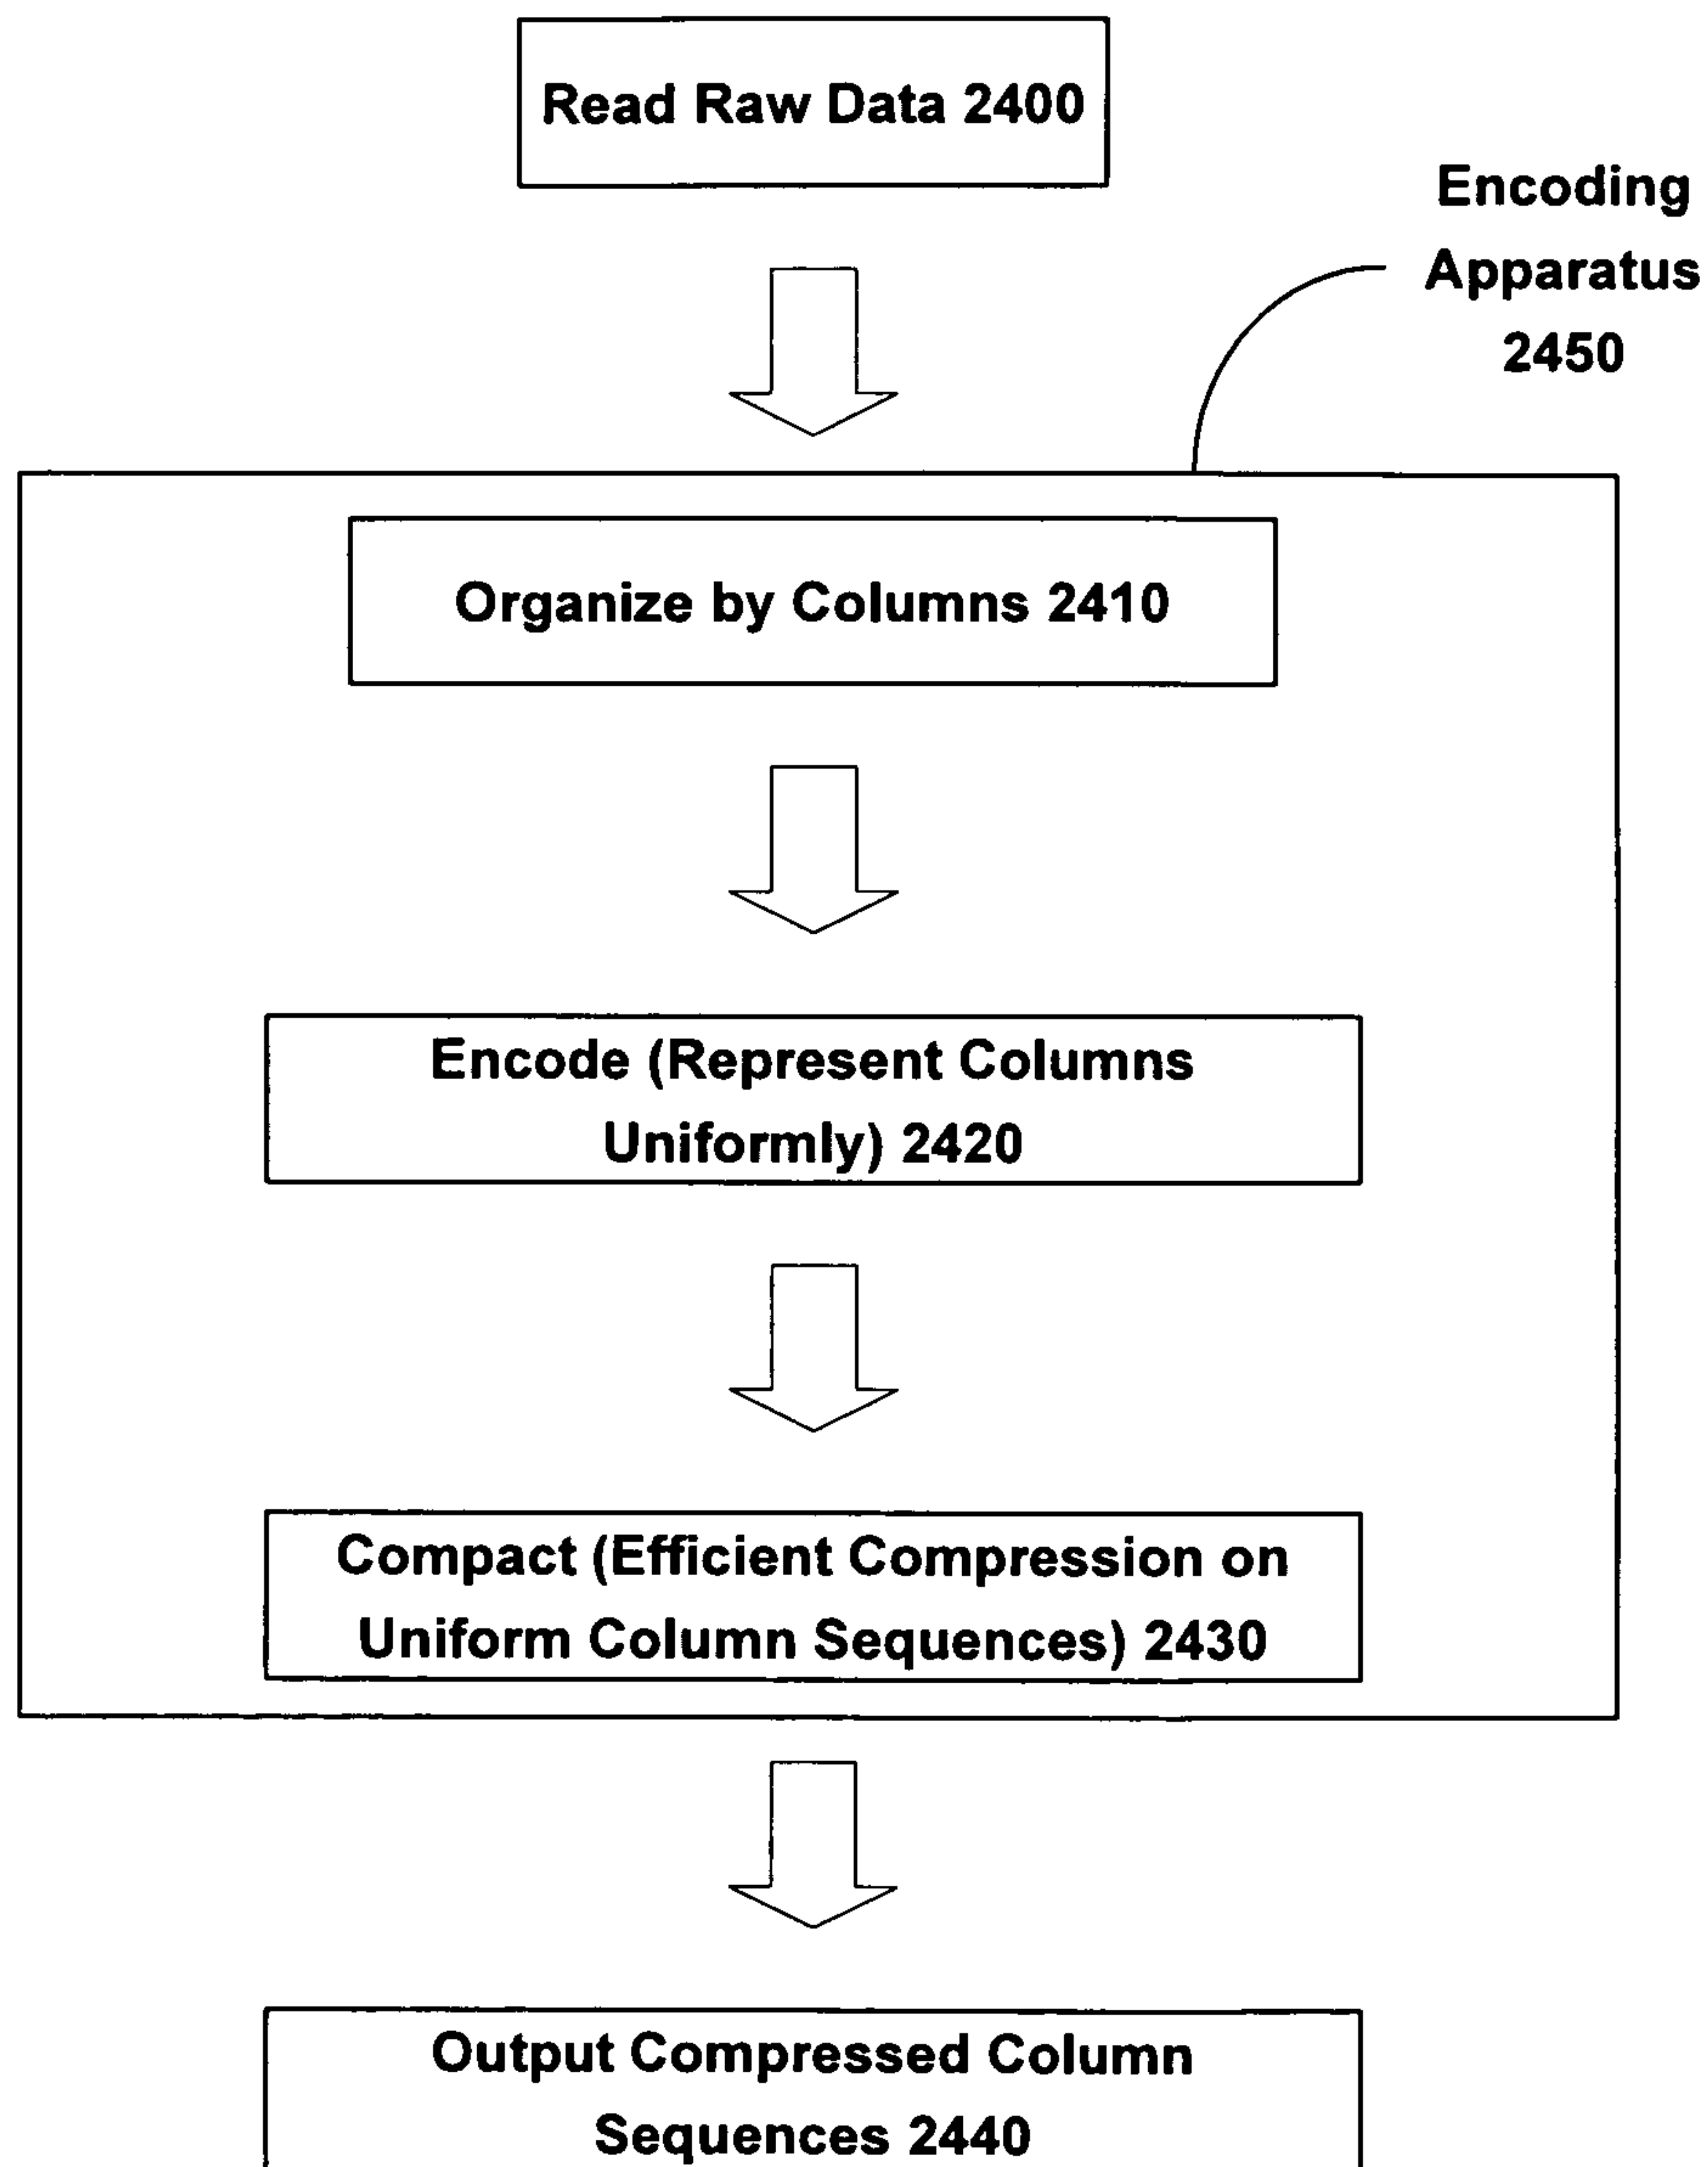 Read Raw Data 2400
Encoding
Apparatus
2450
Organize by Columns 2410
Encode (Represent Columns
Uniformly) 2420
Compact (Efficient Compression on
Uniform Column Sequences) 2430
Output Compressed Column
Sequences 2440